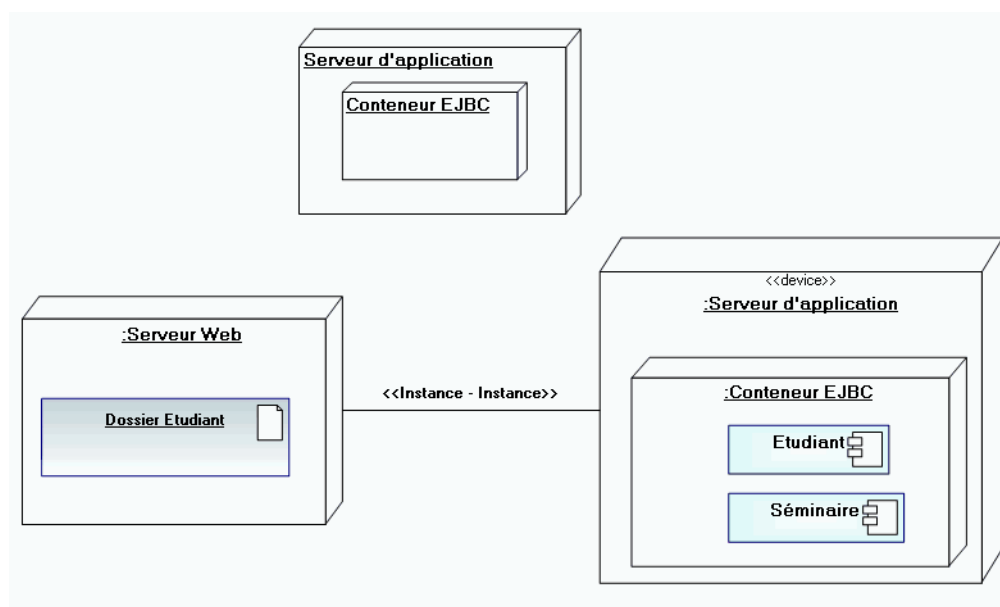 Serveur d'application
Conteneur EJBC
<<device>>
:Serveur d'application
:Serveur Web
<<Instance - Instance>>
:Conteneur EJBC
Dossier Etudiant
Etudiant
Séminaire